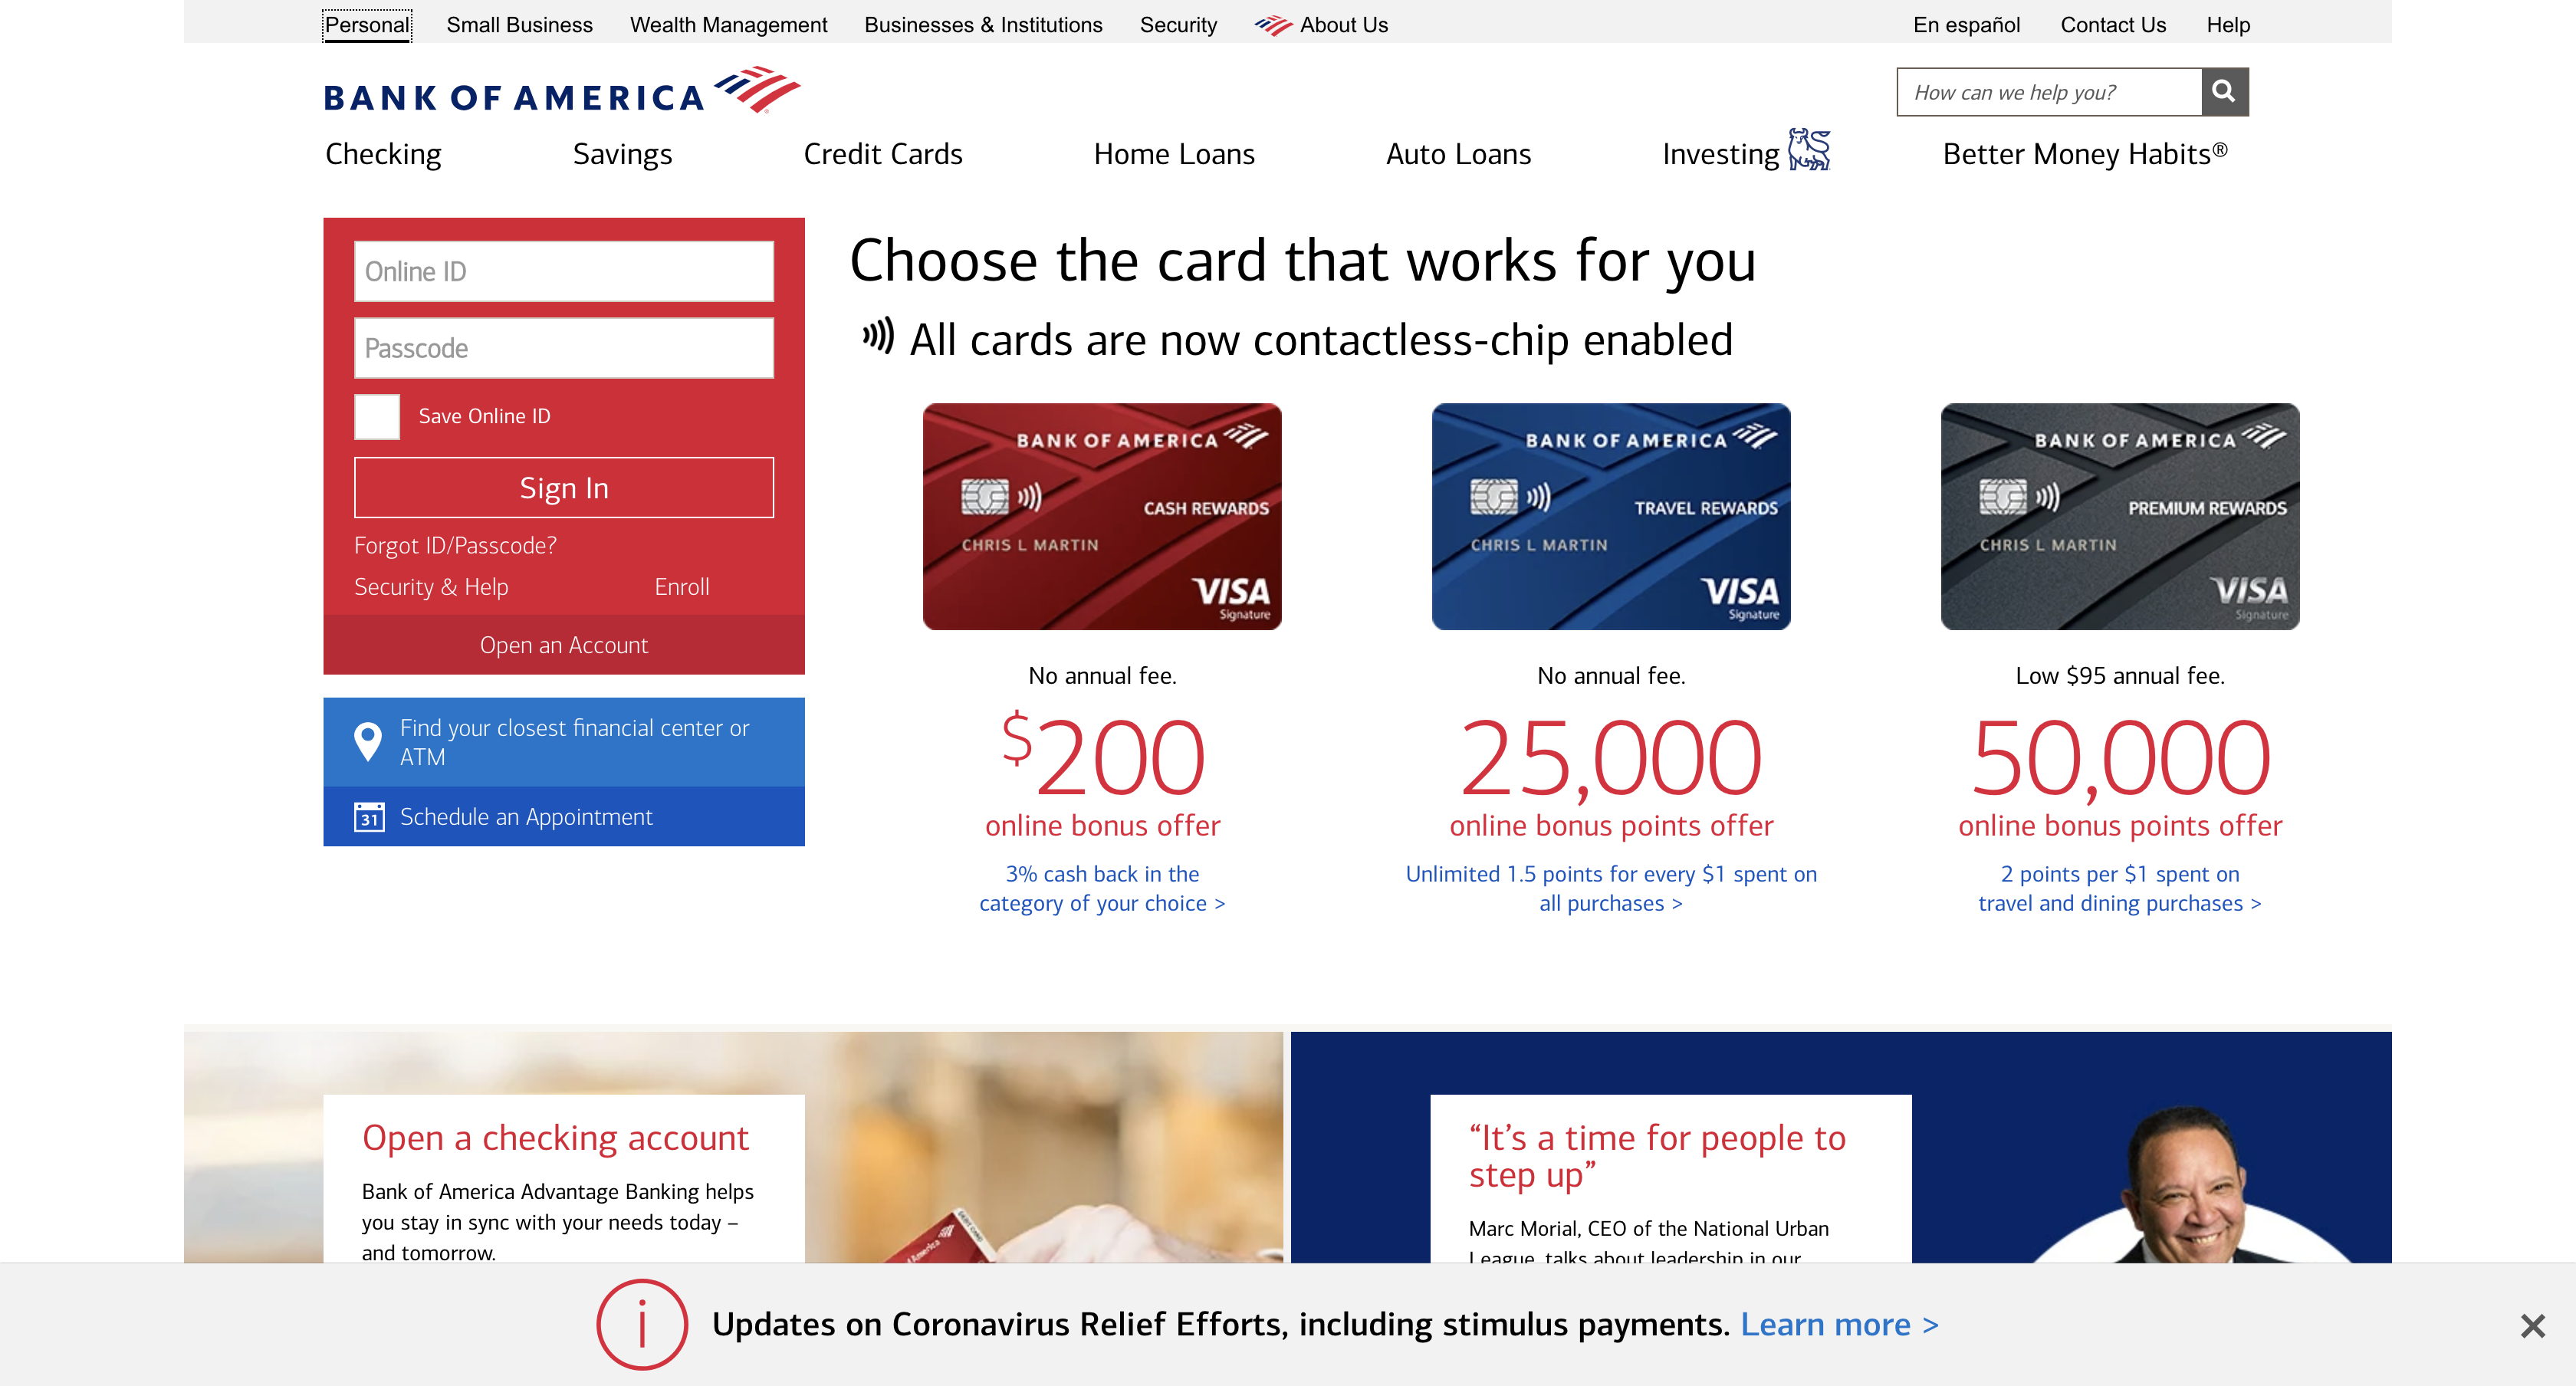 Personal
Small Business
Wealth Management
Businesses & Institutions
Security
About Us
En español
Contact Us
Help
BANK OF AMERICA
How can we help you?
Checking
Savings
Credit Cards
Home Loans
Auto Loans
Investing
Better Money Habits®
Online ID
Passcode
Save Online ID
Sign In
Forgot ID/Passcode?
Security & Help
Enroll
Open an Account
Find your closest financial center or
ATM
31
Schedule an Appointment
Choose the card that works for you
All cards are now contactless-chip enabled
BANK OF AMERICA
CASH REWARDS
CHRIS L MARTIN
VISA
Signature
No annual fee.
$200
online bonus offer
3% cash back in the
category of your choice >
BANK OF AMERICA
TRAVEL REWARDS
CHRIS L MARTIN
VISA
Signature
No annual fee.
25,000
online bonus points offer
Unlimited 1.5 points for every $1 spent on
all purchases >
BANK OF AMERICA
PREMIUM REWARDS
CHRIS L MARTIN
VISA
Signature
Low $95 annual fee.
50,000
online bonus points offer
2 points per $1 spent on
travel and dining purchases >
Open a checking account
Bank of America Advantage Banking helps
you stay in sync with your needs today –
and tomorrow.
“It’s a time for people to
step up”
Marc Morial, CEO of the National Urban
League, talks about leadership in our
Updates on Coronavirus Relief Efforts, including stimulus payments. Learn more >